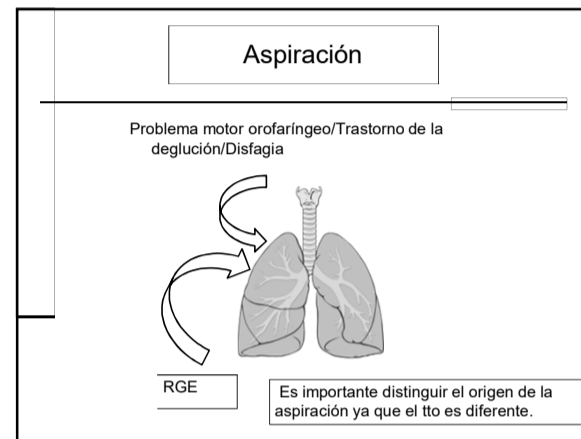 Aspiración
Problema motor orofaríngeo/Trastorno de la
deglución/Disfagia
RGE
Es importante distinguir el origen de la
aspiración ya que el tto es diferente.